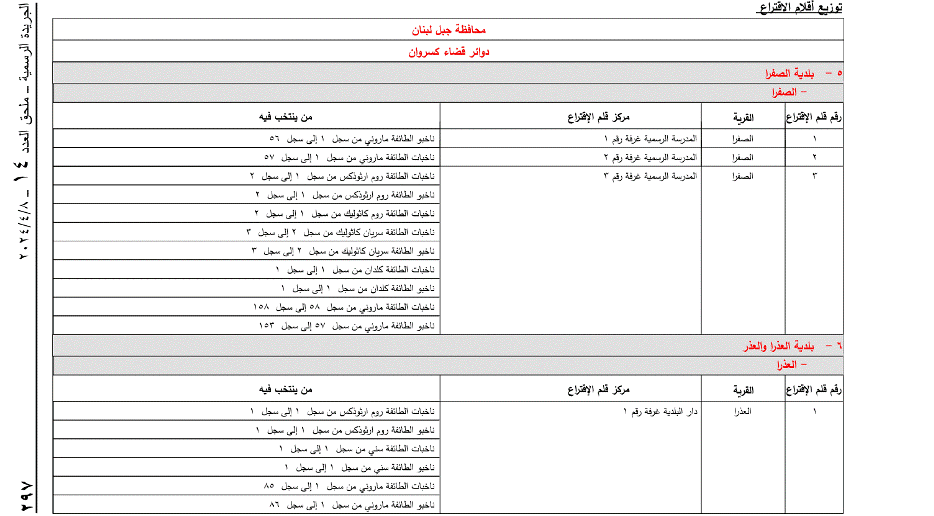 توزيع أقلام الإقتراع
محافظة جبل لبنان
دوائر قضاء كسروان
٥ - بلدية الصفرا
- الصفرا
رقم قلم الإقتراع القرية مركز قلم الإقتراع من ينتخب فيه
١ الصفرا المدرسة الرسمية غرفة رقم ١ ناخبو الطائفة ماروني من سجل ١ إلى سجل ٥٦
٢ الصفرا المدرسة الرسمية غرفة رقم ٢ ناخبات الطائفة ماروني من سجل ١ إلى سجل ٥٧
٣ الصفرا المدرسة الرسمية غرفة رقم ٣ ناخبات الطائفة روم ارثوذكس من سجل ١ إلى سجل ٢
ناخبو الطائفة روم ارثوذكس من سجل ١ إلى سجل ٢
ناخبات الطائفة روم كاثوليك من سجل ١ إلى سجل ٢
ناخبات الطائفة سريان كاثوليك من سجل ٢ إلى سجل ٣
ناخبو الطائفة سريان كاثوليك من سجل ٢ إلى سجل ٣
ناخبات الطائفة كلدان من سجل ١ إلى سجل ١
ناخبو الطائفة كلدان من سجل ١ إلى سجل ١
ناخبات الطائفة ماروني من سجل ٥٨ إلى سجل ١٥٨
ناخبو الطائفة ماروني من سجل ٥٧ إلى سجل ١٥٣
٦ - بلدية العذرا والعذر
- العذرا
رقم قلم الإقتراع القرية مركز قلم الإقتراع من ينتخب فيه
١ العذرا دار البلدية غرفة رقم ١ ناخبات الطائفة روم ارثوذكس من سجل ١ إلى سجل ١
ناخبو الطائفة روم ارثوذكس من سجل ١ إلى سجل ١
ناخبات الطائفة سني من سجل ١ إلى سجل ١
ناخبو الطائفة سني من سجل ١ إلى سجل ١
ناخبات الطائفة ماروني من سجل ١ إلى سجل ٨٥
ناخبو الطائفة ماروني من سجل ١ إلى سجل ٨٦
الجريدة الرسمية – ملحق العدد ١٤ – ٢٠٢٤/٤/٨
٢٩٧